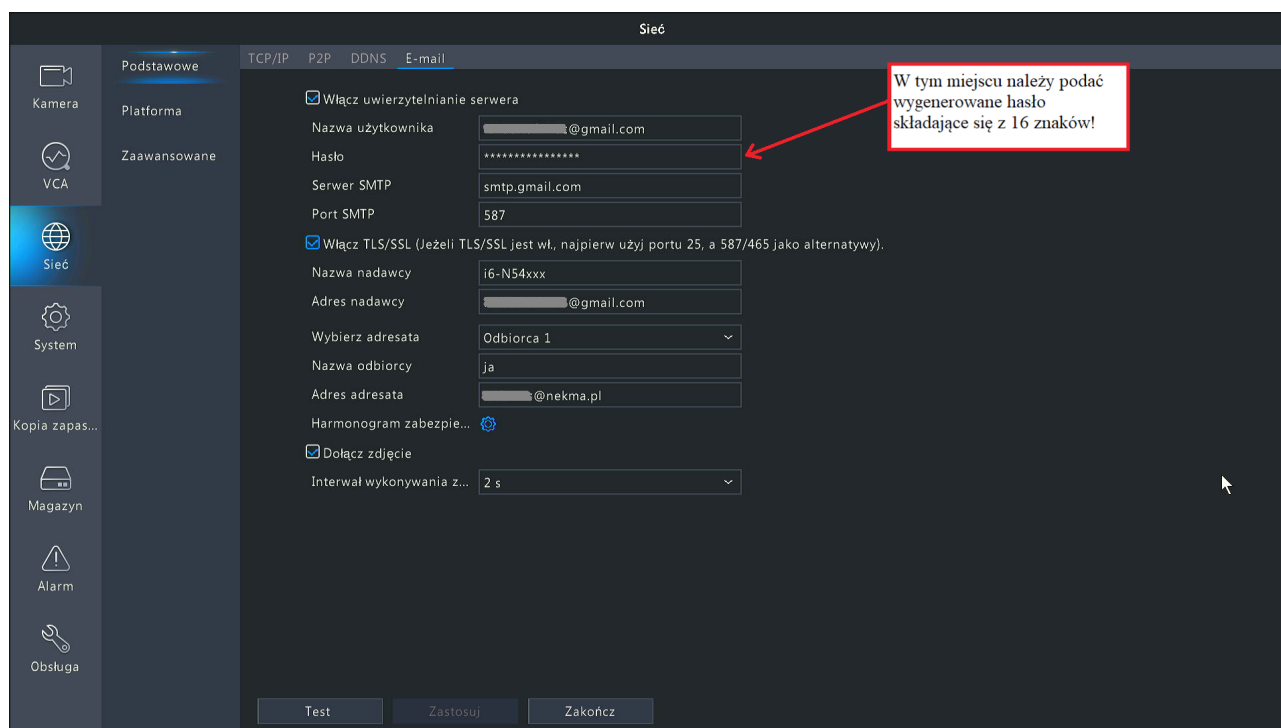 Sieć
Kamera
VCA
Sieć
System
Kopia zapas...
Magazyn
Alarm
Obsługa
Podstawowe
Platforma
Zaawansowane
TCP/IP P2P DDNS E-mail
Włącz uwierzytelnianie serwera
Nazwa użytkownika @gmail.com
Hasło ****************
Serwer SMTP smtp.gmail.com
Port SMTP 587
Włącz TLS/SSL (Jeżeli TLS/SSL jest wł., najpierw użyj portu 25, a 587/465 jako alternatywy).
Nazwa nadawcy i6-N54xxx
Adres nadawcy @gmail.com
Wybierz adresata Odbiorca 1
Nazwa odbiorcy ja
Adres adresata @nekma.pl
Harmonogram zabezpie...
Dołącz zdjęcie
Interwał wykonywania z... 2 s
W tym miejscu należy podać
wygenerowane hasło
składające się z 16 znaków!
Test Zastosuj Zakończ